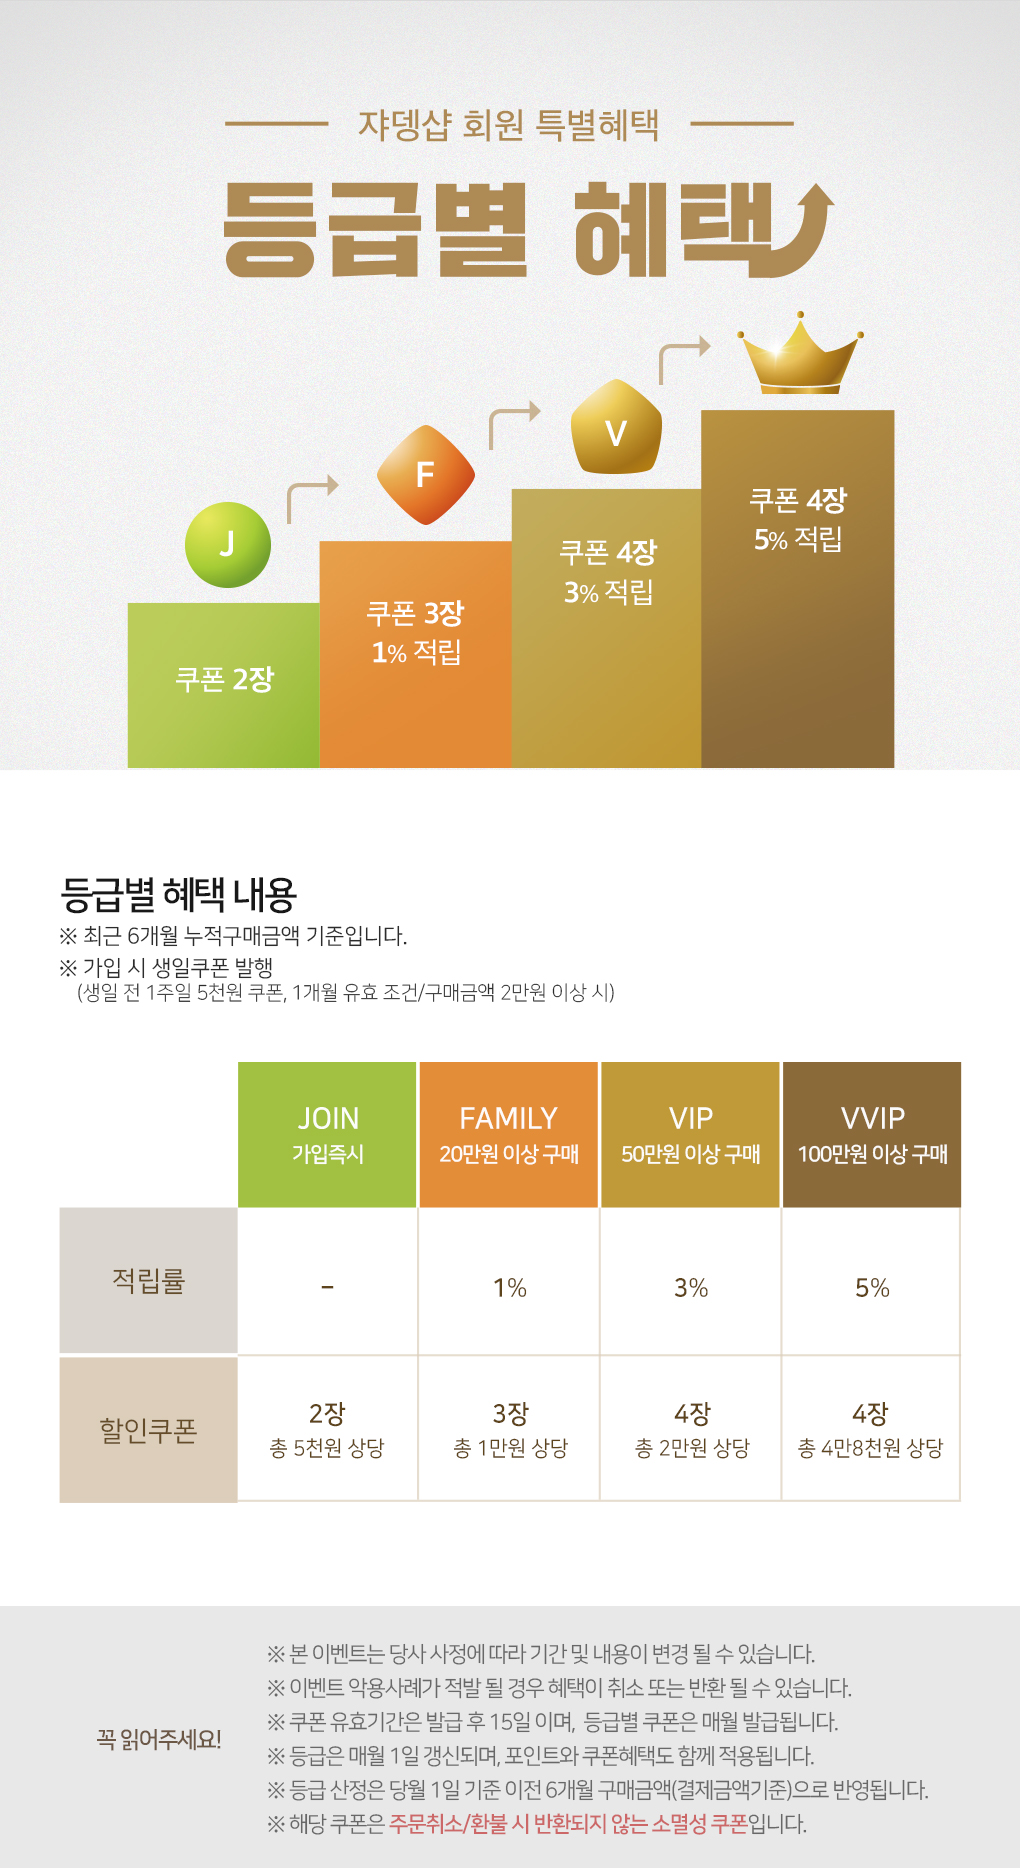 쟈뎅샵 회원 특별혜택
등급별 혜택
J
F
V
쿠폰 2장
쿠폰 3장
1% 적립
쿠폰 4장
3% 적립
쿠폰 4장
5% 적립
등급별 혜택 내용
※ 최근 6개월 누적구매금액 기준입니다.
※ 가입 시 생일쿠폰 발행
(생일 전 1주일 5천원 쿠폰, 1개월 유효 조건/구매금액 2만원 이상 시)
JOIN
가입즉시
FAMILY
20만원 이상 구매
VIP
50만원 이상 구매
VVIP
100만원 이상 구매
적립률
-
1%
3%
5%
할인쿠폰
2장
총 5천원 상당
3장
총 1만원 상당
4장
총 2만원 상당
4장
총 4만8천원 상당
꼭 읽어주세요!
※ 본 이벤트는 당사 사정에 따라 기간 및 내용이 변경 될 수 있습니다.
※ 이벤트 악용사례가 적발 될 경우 혜택이 취소 또는 반환 될 수 있습니다.
※ 쿠폰 유효기간은 발급 후 15일 이며, 등급별 쿠폰은 매월 발급됩니다.
※ 등급은 매월 1일 갱신되며, 포인트와 쿠폰혜택도 함께 적용됩니다.
※ 등급 산정은 당월 1일 기준 이전 6개월 구매금액(결제금액기준)으로 반영됩니다.
※ 해당 쿠폰은 주문취소/환불 시 반환되지 않는 소멸성 쿠폰입니다.